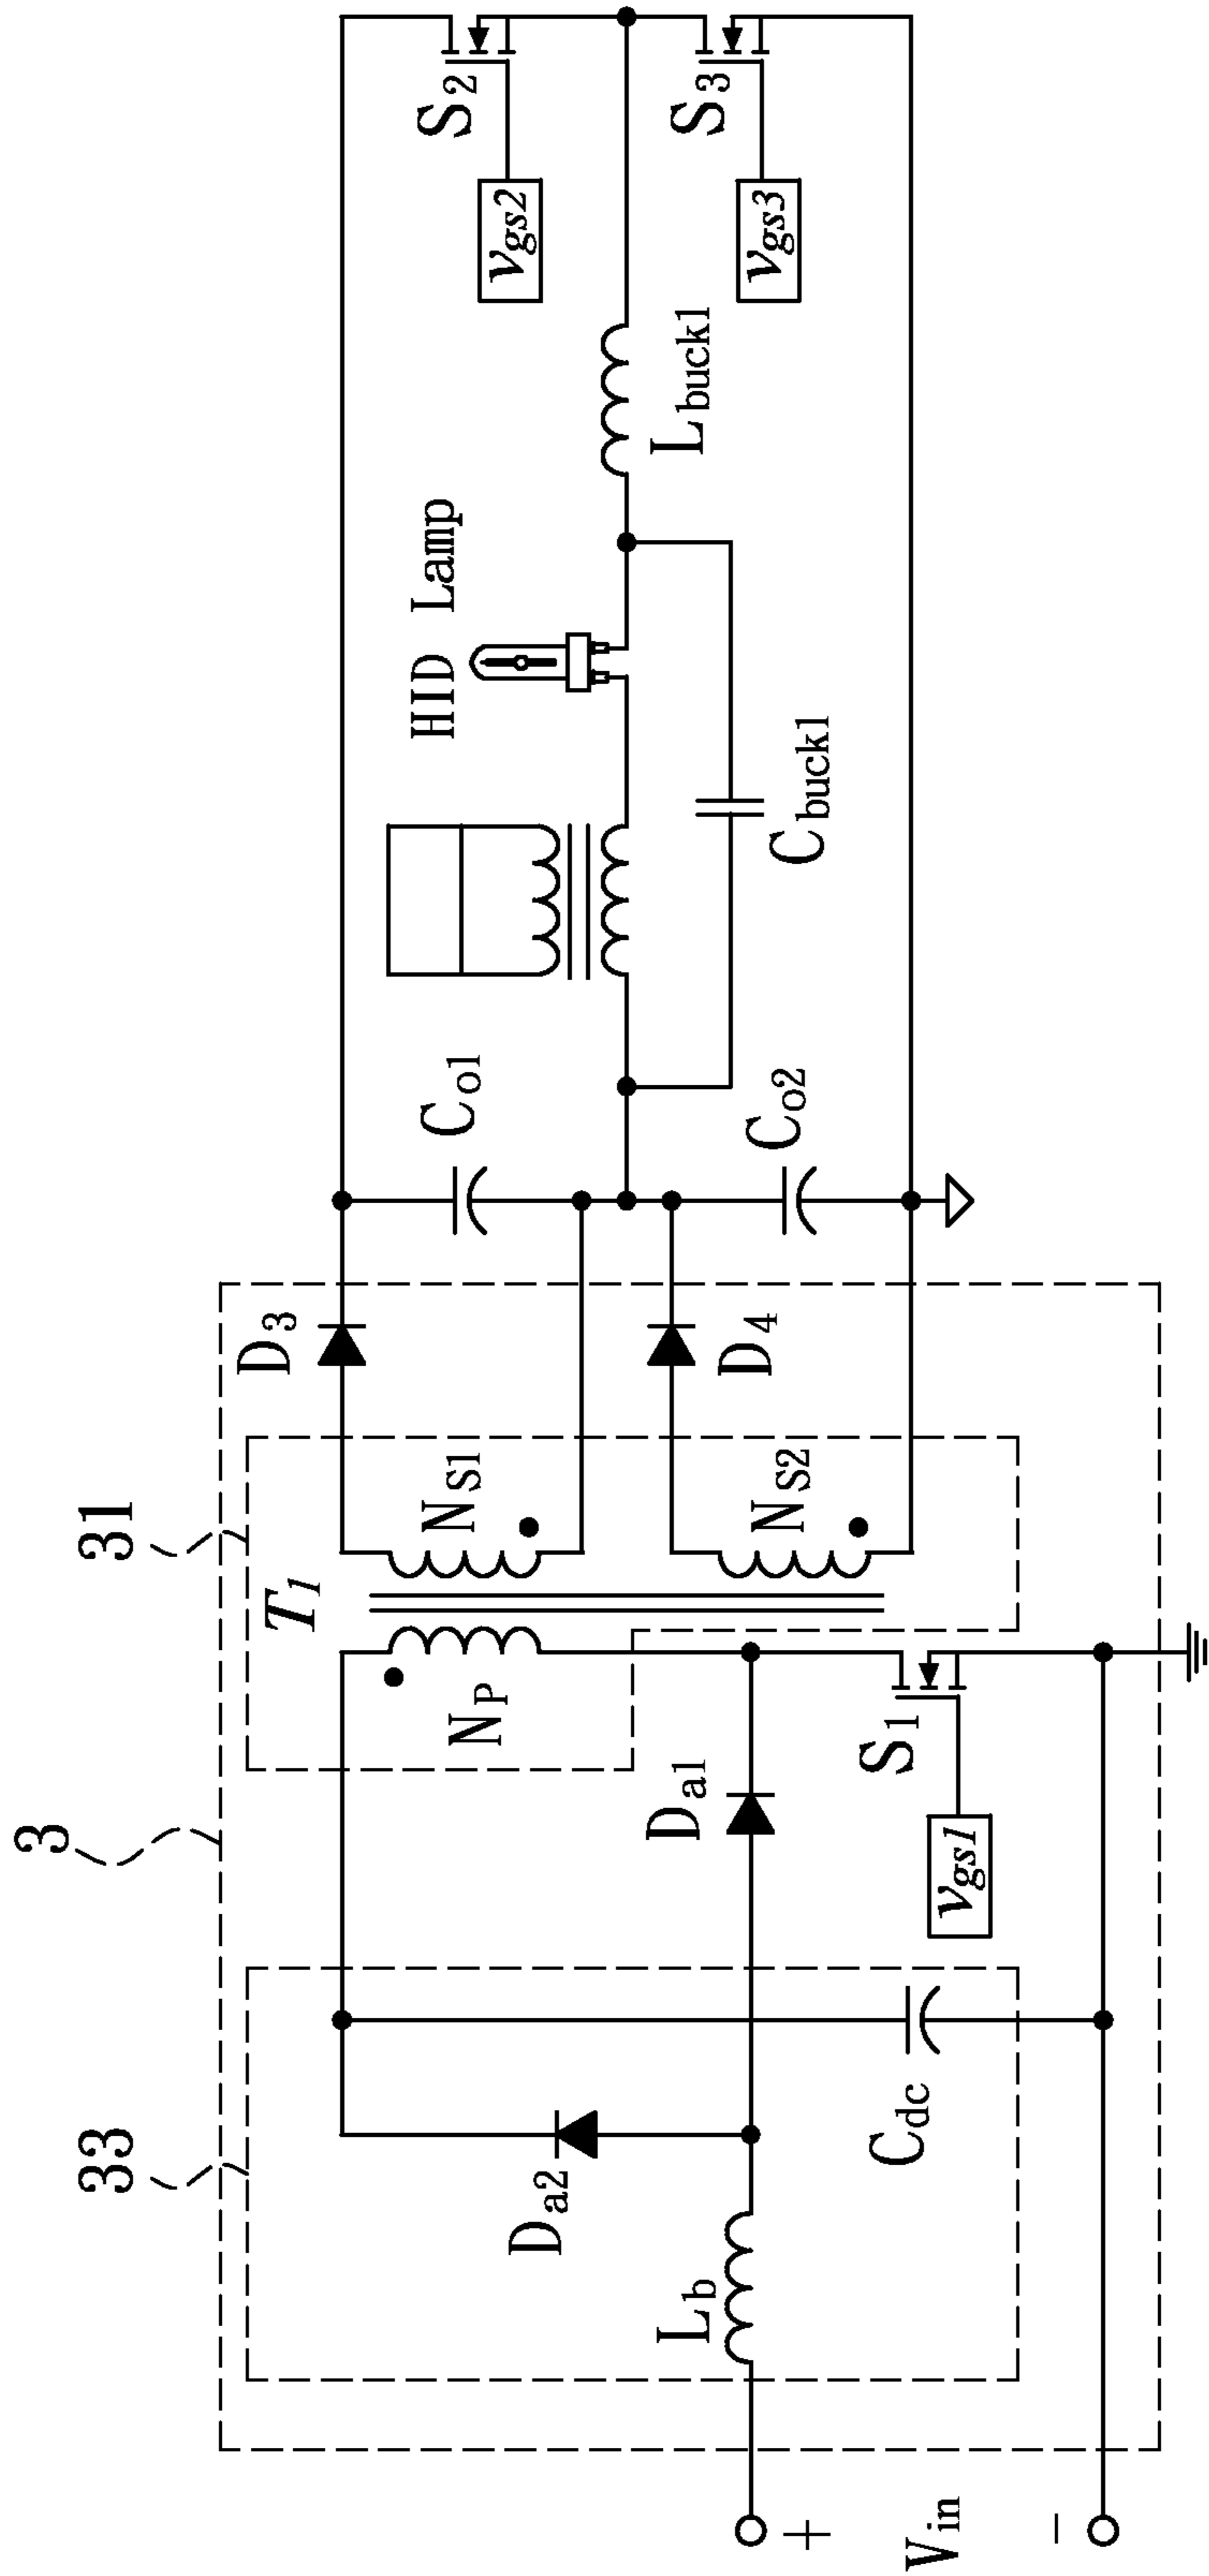 3
33
31
T1
D3
Co1
HID Lamp
S2
vgs2
Da2
NP
NS1
Lb
Da1
D4
Co2
Lbuck1
S3
vgs3
NS2
Cbuck1
Vin
+
−
Cdc
vgs1
S1